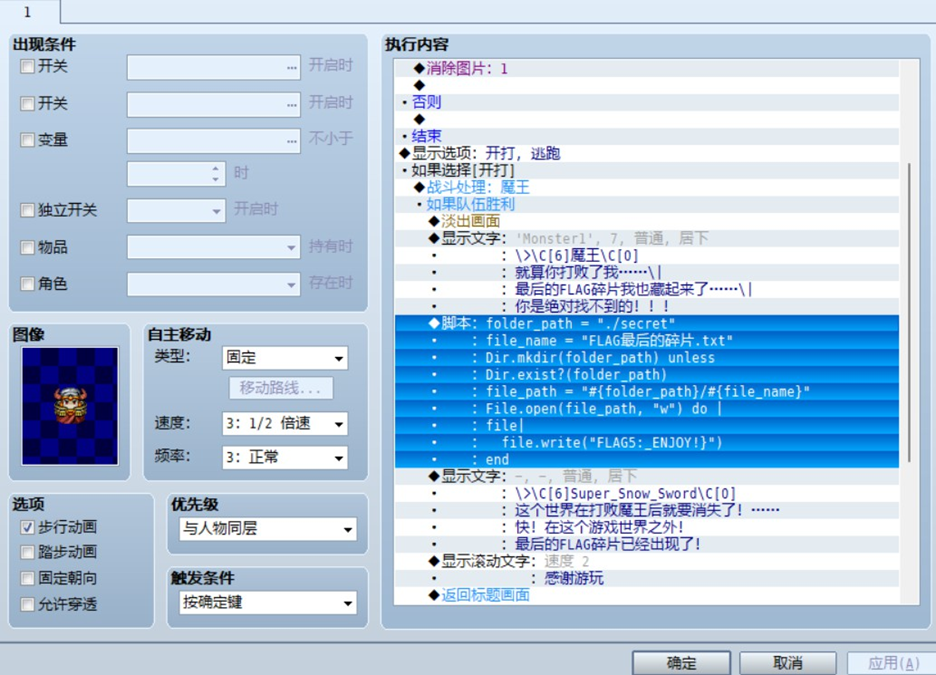 1
出现条件
开关
... 开启时
开关
... 开启时
变量
... 不小于
时
独立开关
开启时
物品
持有时
角色
存在时
图像
自主移动
类型:
固定
移动路线...
速度:
3: 1/2 倍速
频率:
3: 正常
选项
步行动画
踏步动画
固定朝向
允许穿透
优先级
与人物同层
触发条件
按确定键
执行内容
◆消除图片: 1
◆
• 否则
◆
• 结束
◆显示选项: 开打, 逃跑
• 如果选择[开打]
◆战斗处理: 魔王
• 如果队伍胜利
◆淡出画面
◆显示文字: 'Monster1', 7, 普通, 居下
• : \>\C[6]魔王\C[0]
• : 就算你打败了我……\|
• : 最后的FLAG碎片我也藏起来了……\|
• : 你是绝对找不到的!!!
◆脚本: folder_path = "./secret"
• : file_name = "FLAG最后的碎片.txt"
• : Dir.mkdir(folder_path) unless
• : Dir.exist?(folder_path)
• : file_path = "#{folder_path}/#{file_name}"
• : File.open(file_path, "w") do |
• : file|
• : file.write("FLAG5:_ENJOY!}")
• : end
◆显示文字: -, -, 普通, 居下
• : \>\C[6]Super_Snow_Sword\C[0]
• : 这个世界在打败魔王后就要消失了! ……
• : 快! 在这个游戏世界之外!
• : 最后的FLAG碎片已经出现了!
◆显示滚动文字: 速度 2
• : 感谢游玩
◆返回标题画面
确定
取消
应用(A)